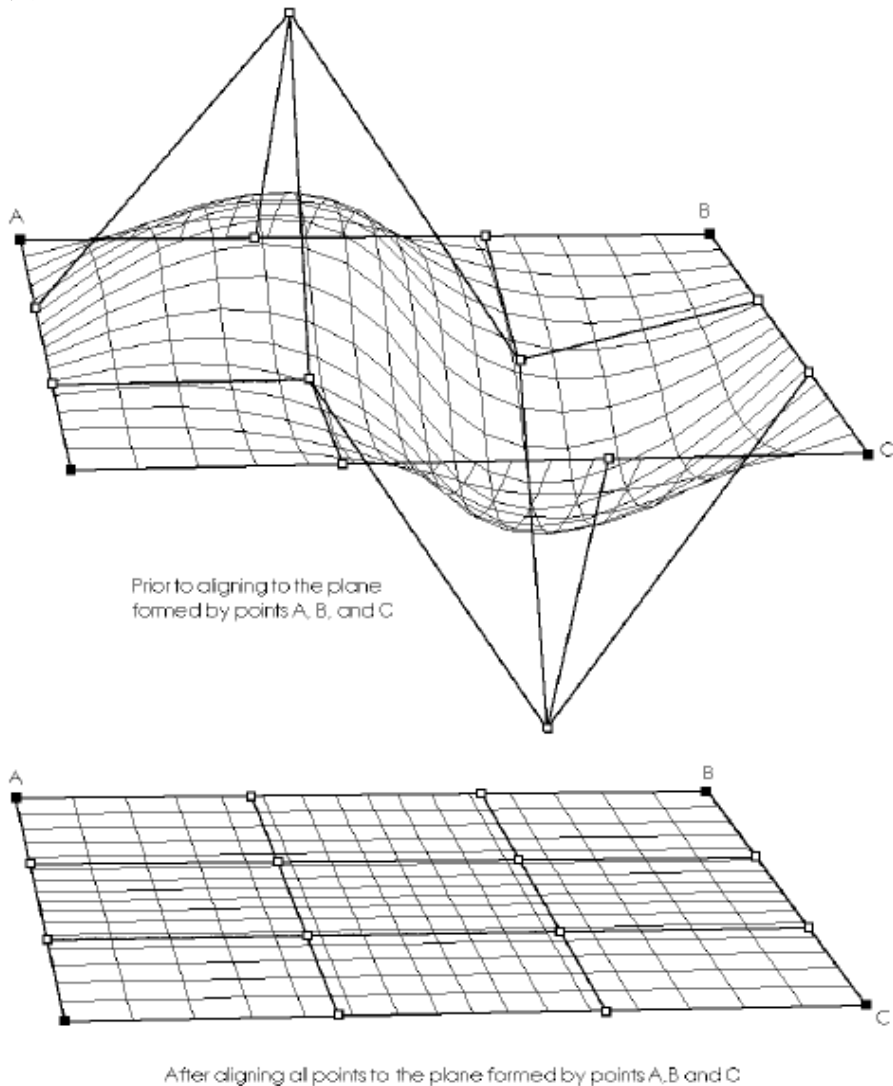 A
B
C
Prior to aligning to the plane
formed by points A, B, and C
A
B
C
After aligning all points to the plane formed by points A,B and C